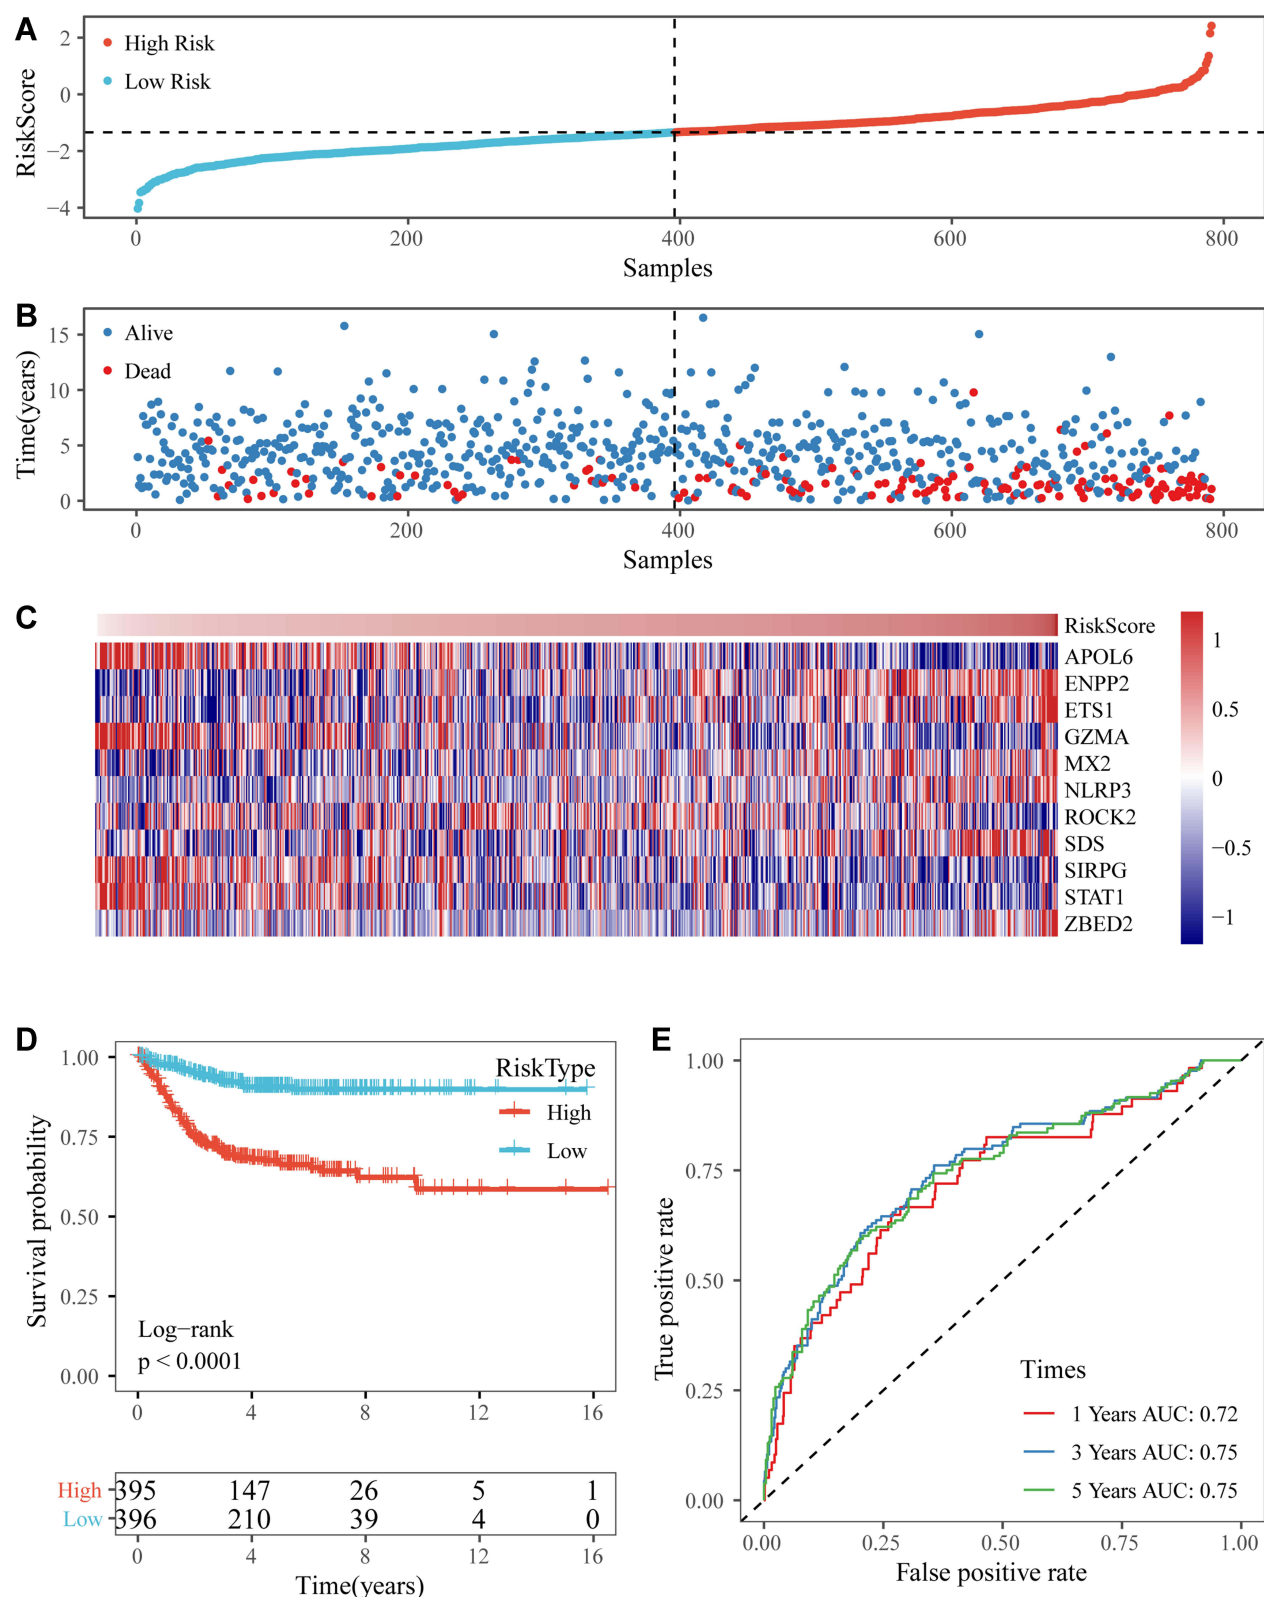 A
RiskScore
2
0
−2
−4
High Risk
Low Risk
0
200
400
600
800
Samples
B
Time(years)
15
10
5
0
Alive
Dead
0
200
400
600
800
Samples
C
RiskScore
APOL6
ENPP2
ETS1
GZMA
MX2
NLRP3
ROCK2
SDS
SIRPG
STAT1
ZBED2
1
0.5
0
−0.5
−1
D
Survival probability
1.00
0.75
0.50
0.25
0.00
RiskType
High
Low
Log−rank
p < 0.0001
0
4
8
12
16
High 395 147 26 5 1
Low 396 210 39 4 0
0
4
8
12
16
Time(years)
E
True positive rate
1.00
0.75
0.50
0.25
0.00
Times
1 Years AUC: 0.72
3 Years AUC: 0.75
5 Years AUC: 0.75
0.00
0.25
0.50
0.75
1.00
False positive rate